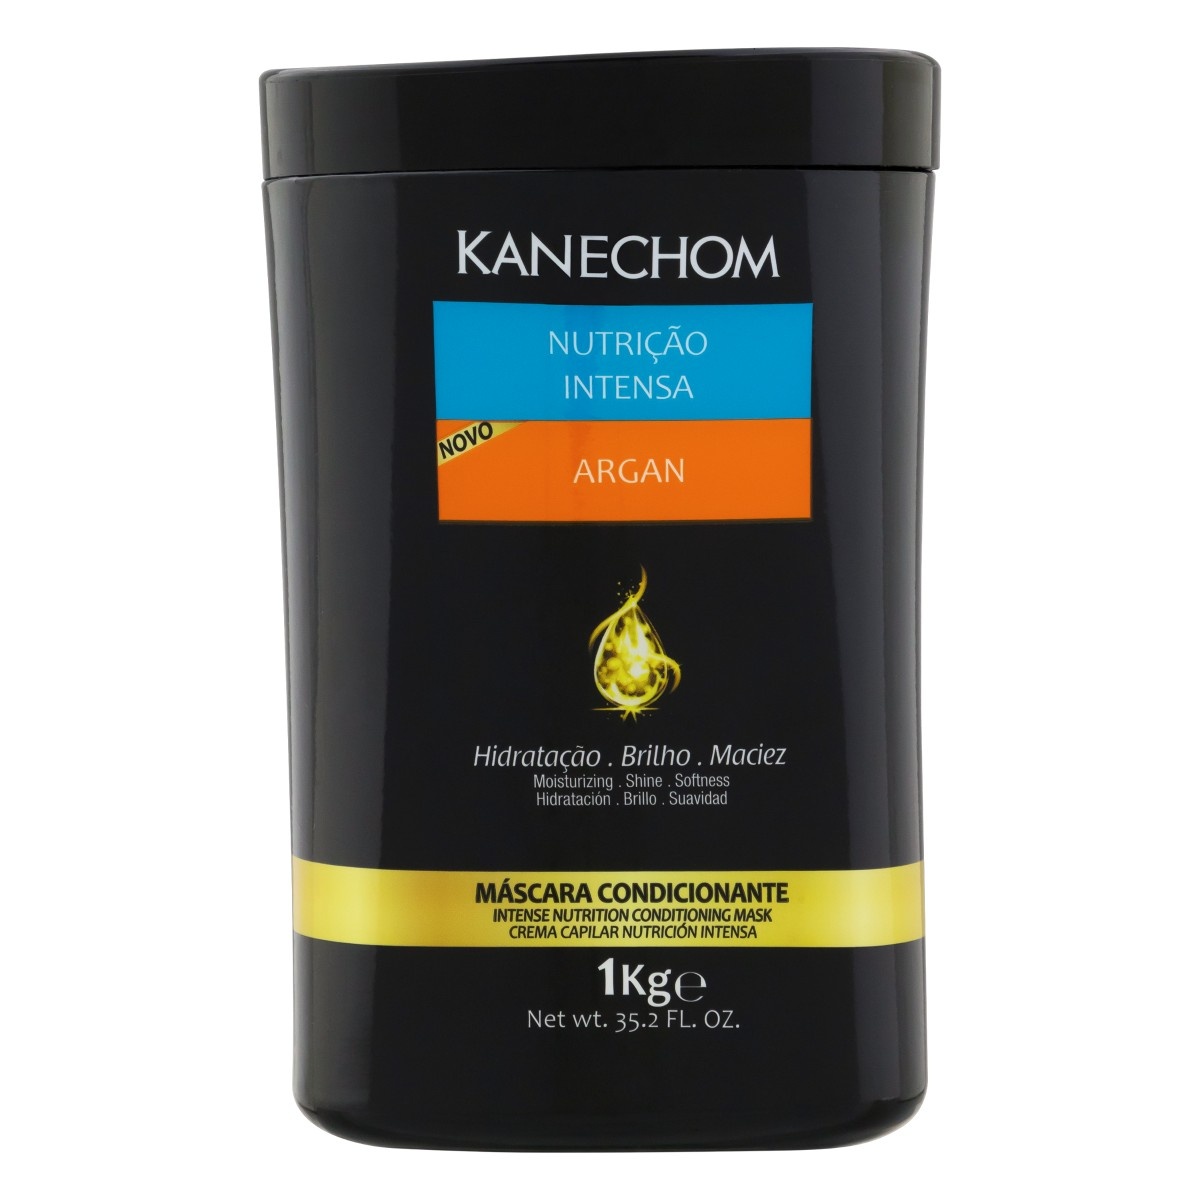 KANECHOM
NUTRIÇÃO
INTENSA
NOVO
ARGAN
Hidratação . Brilho . Maciez
Moisturizing . Shine . Softness
Hidratación . Brillo . Suavidad
MÁSCARA CONDICIONANTE
INTENSE NUTRITION CONDITIONING MASK
CREMA CAPILAR NUTRICIÓN INTENSA
1Kg℮
Net wt. 35.2 FL. OZ.